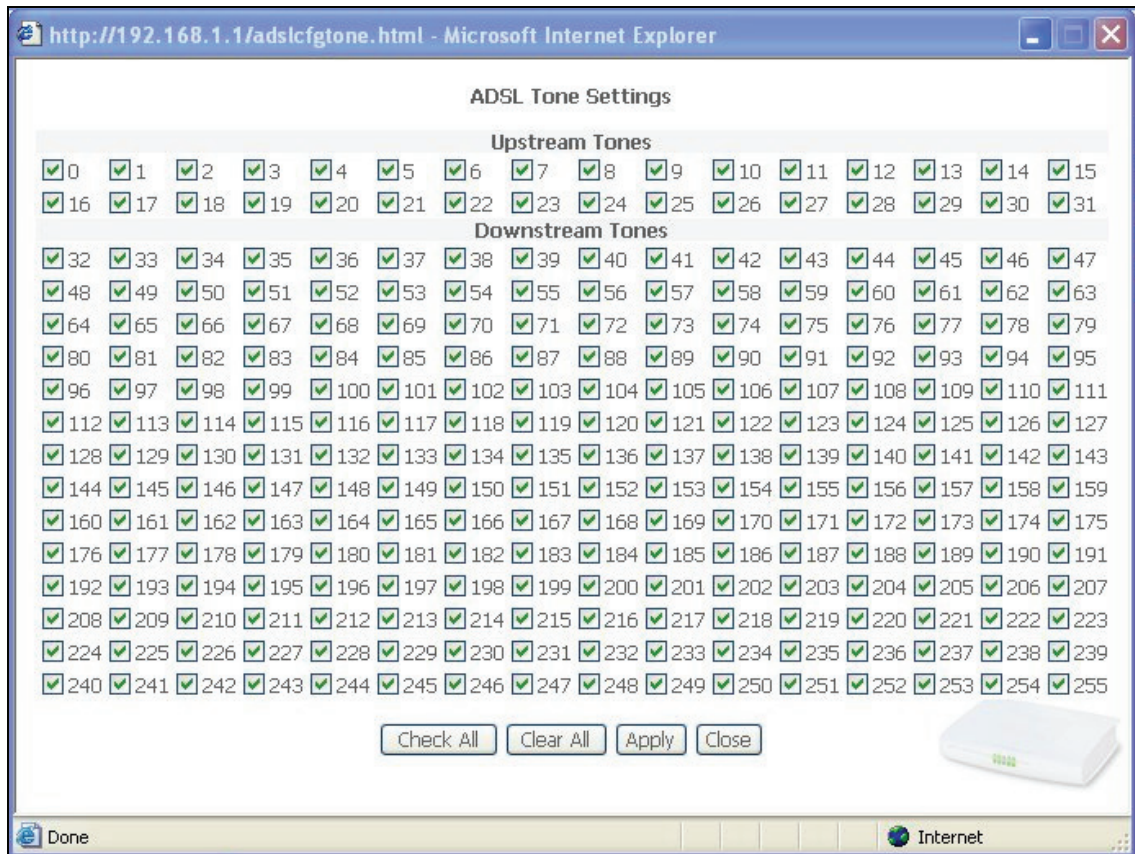 http://192.168.1.1/adslcfgtone.html - Microsoft Internet Explorer
ADSL Tone Settings
Upstream Tones
0 1 2 3 4 5 6 7 8 9 10 11 12 13 14 15
16 17 18 19 20 21 22 23 24 25 26 27 28 29 30 31
Downstream Tones
32 33 34 35 36 37 38 39 40 41 42 43 44 45 46 47
48 49 50 51 52 53 54 55 56 57 58 59 60 61 62 63
64 65 66 67 68 69 70 71 72 73 74 75 76 77 78 79
80 81 82 83 84 85 86 87 88 89 90 91 92 93 94 95
96 97 98 99 100 101 102 103 104 105 106 107 108 109 110 111
112 113 114 115 116 117 118 119 120 121 122 123 124 125 126 127
128 129 130 131 132 133 134 135 136 137 138 139 140 141 142 143
144 145 146 147 148 149 150 151 152 153 154 155 156 157 158 159
160 161 162 163 164 165 166 167 168 169 170 171 172 173 174 175
176 177 178 179 180 181 182 183 184 185 186 187 188 189 190 191
192 193 194 195 196 197 198 199 200 201 202 203 204 205 206 207
208 209 210 211 212 213 214 215 216 217 218 219 220 221 222 223
224 225 226 227 228 229 230 231 232 233 234 235 236 237 238 239
240 241 242 243 244 245 246 247 248 249 250 251 252 253 254 255
Check All Clear All Apply Close
Done Internet